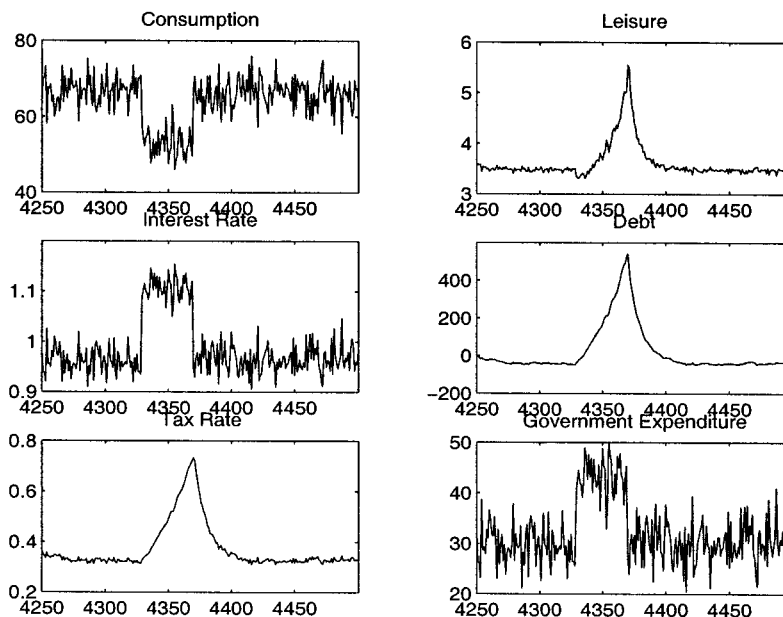 Consumption
80
60
40
4250 4300 4350 4400 4450
Leisure
6
5
4
3
4250 4300 4350 4400 4450
Interest Rate
1.1
1
0.9
4250 4300 4350 4400 4450
Debt
400
200
0
−200
4250 4300 4350 4400 4450
Tax Rate
0.8
0.6
0.4
0.2
4250 4300 4350 4400 4450
Government Expenditure
50
40
30
20
4250 4300 4350 4400 4450